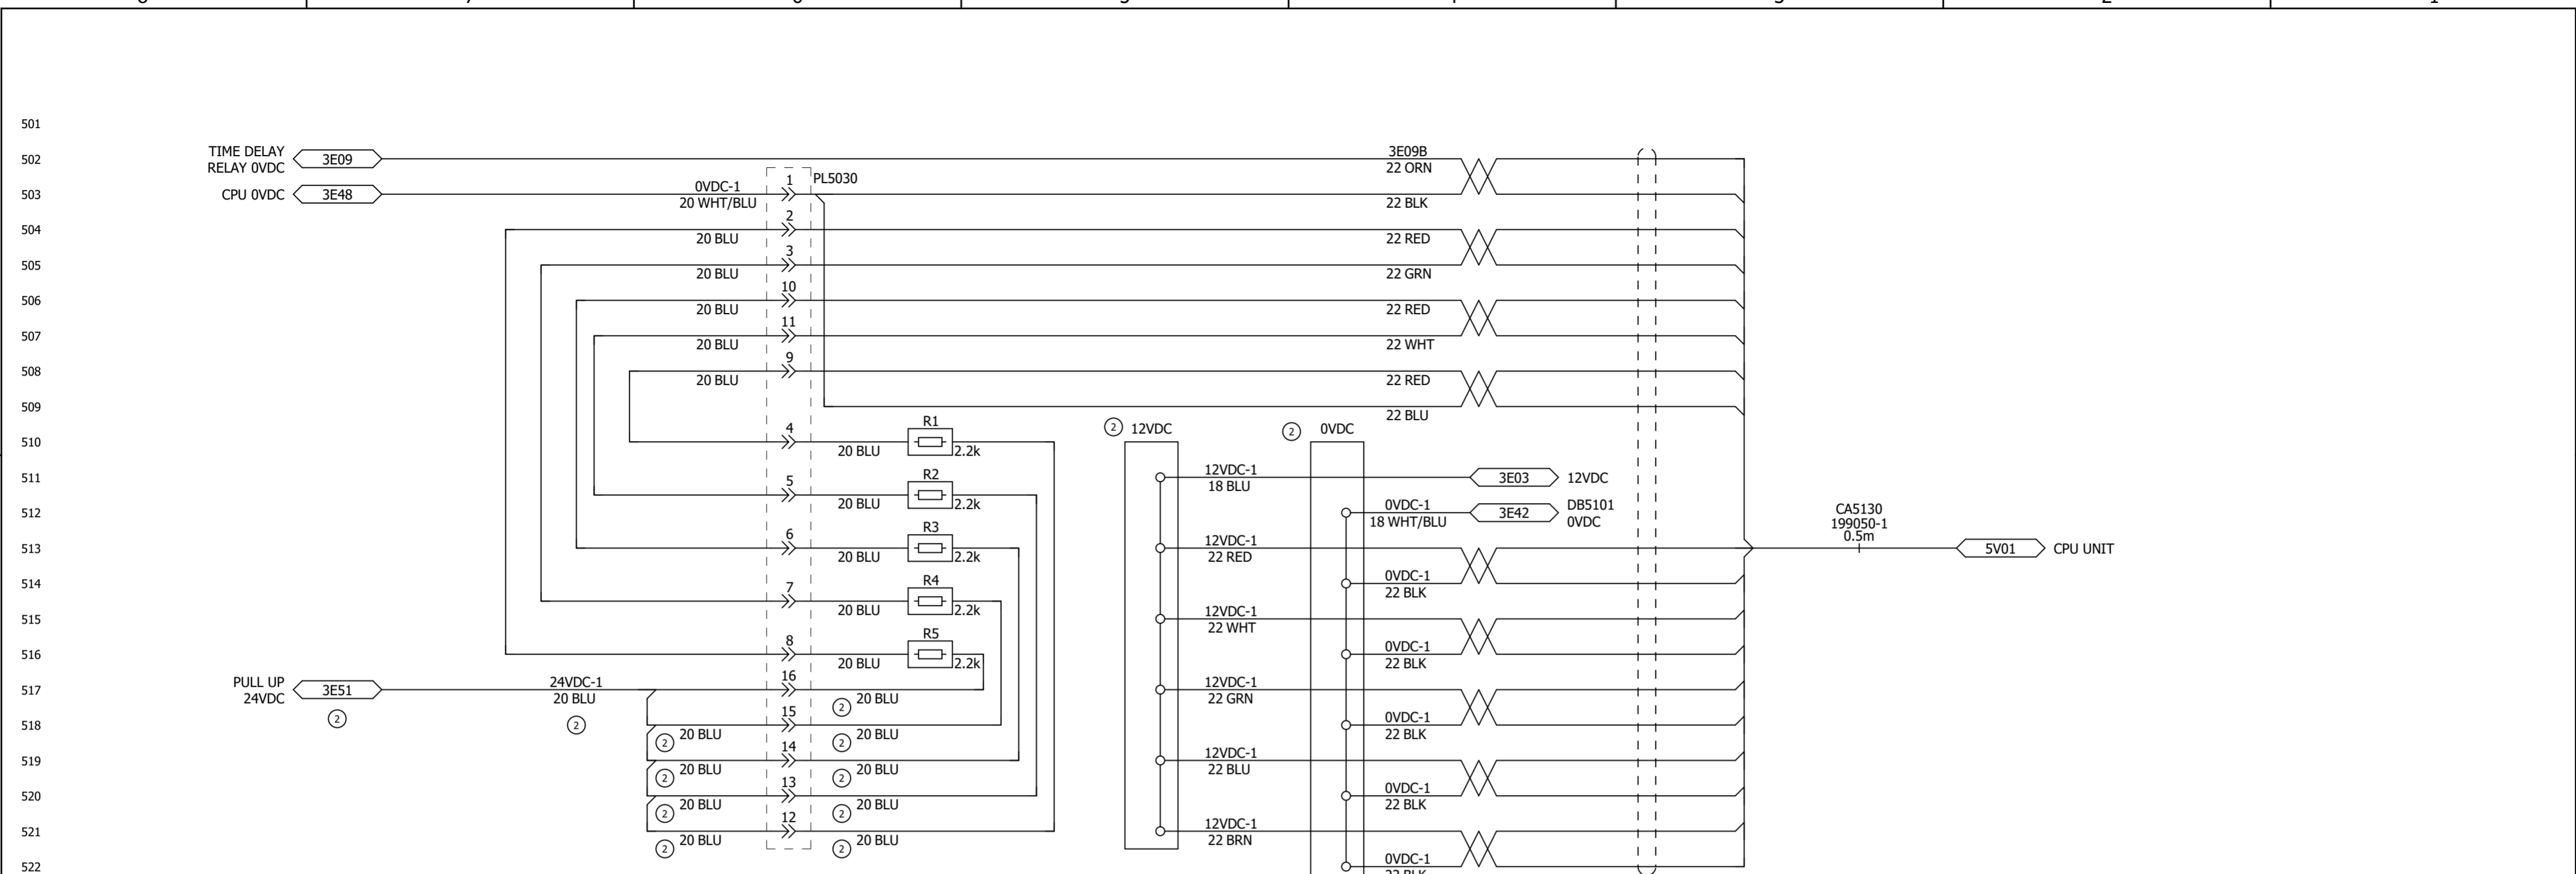 501
TIME DELAY
RELAY 0VDC
3E09
3E09B
22 ORN
502
CPU 0VDC
3E48
0VDC-1
20 WHT/BLU
1
PL5030
22 BLK
503
2
20 BLU
22 RED
504
3
20 BLU
22 GRN
505
10
20 BLU
22 RED
506
11
20 BLU
22 WHT
507
9
20 BLU
22 RED
508
22 BLU
509
4
20 BLU
R1
2.2k
2
12VDC
2
0VDC
510
5
20 BLU
R2
2.2k
12VDC-1
18 BLU
3E03
12VDC
511
0VDC-1
18 WHT/BLU
3E42
DB5101
0VDC
512
6
20 BLU
R3
2.2k
12VDC-1
22 RED
CA5130
199050-1
0.5m
5V01
CPU UNIT
513
7
20 BLU
R4
2.2k
0VDC-1
22 BLK
514
12VDC-1
22 WHT
515
8
20 BLU
R5
2.2k
0VDC-1
22 BLK
516
PULL UP
24VDC
3E51
2
24VDC-1
20 BLU
2
16
2
20 BLU
12VDC-1
22 GRN
517
15
2
20 BLU
2
20 BLU
0VDC-1
22 BLK
518
14
2
20 BLU
2
20 BLU
12VDC-1
22 BLU
519
13
2
20 BLU
2
20 BLU
0VDC-1
22 BLK
520
12
2
20 BLU
2
20 BLU
12VDC-1
22 BRN
521
0VDC-1
522